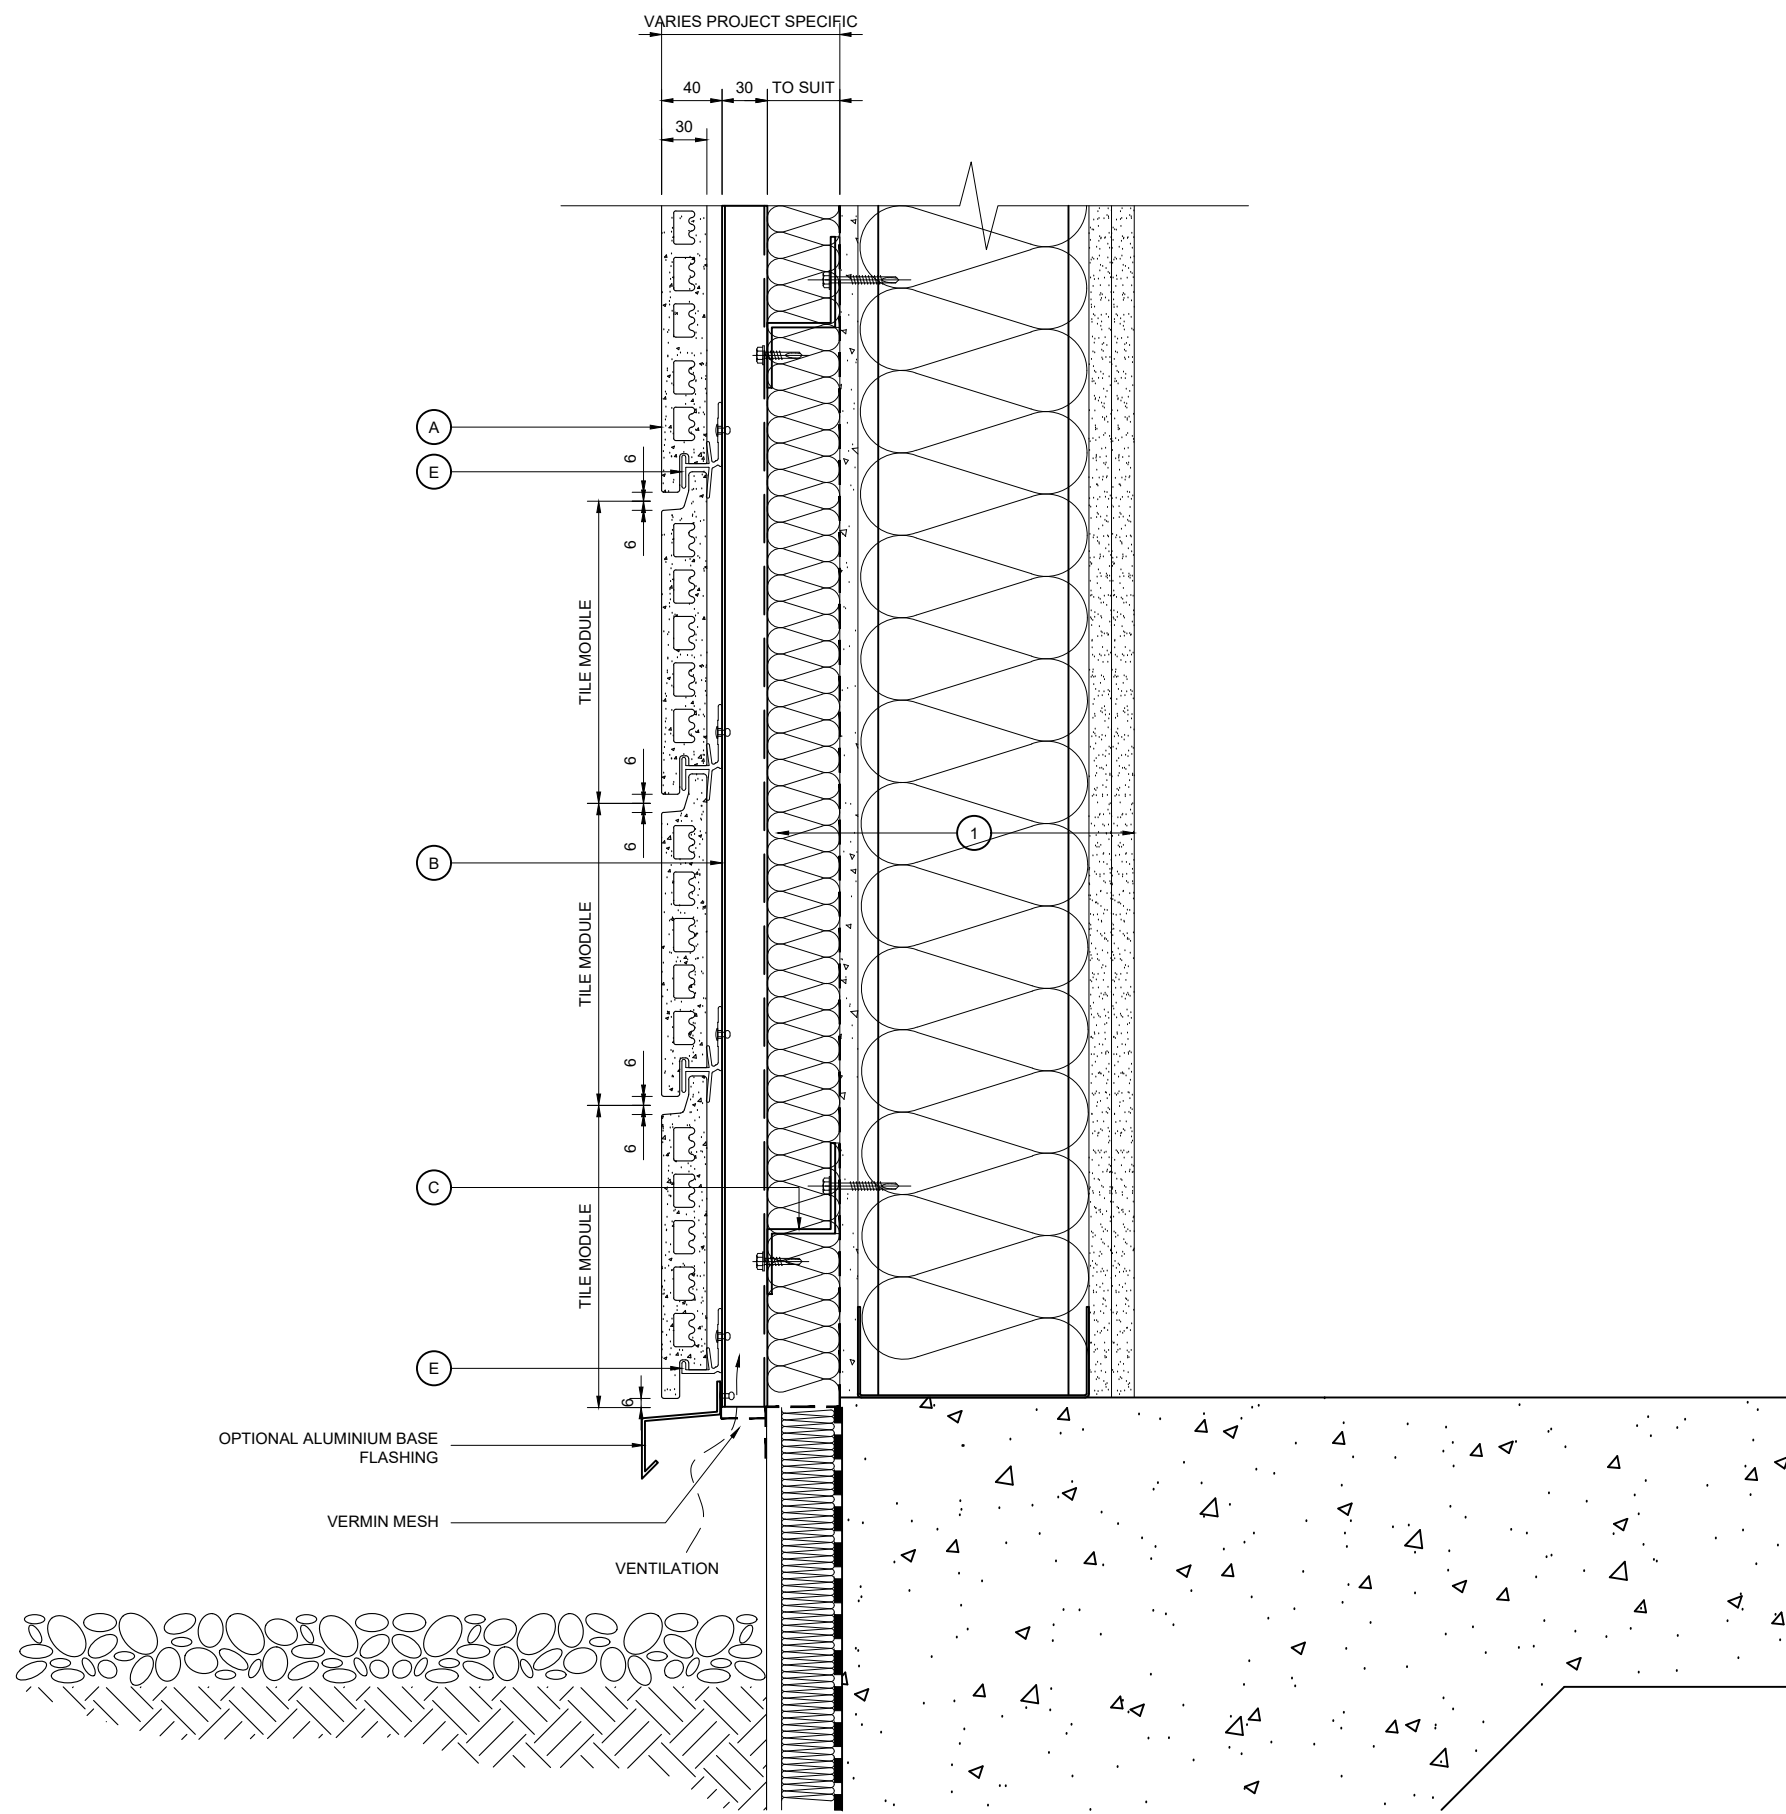 VARIES PROJECT SPECIFIC
40
30
TO SUIT
30
A
6
E
6
TILE MODULE
6
1
6
B
TILE MODULE
6
6
C
TILE MODULE
E
6
OPTIONAL ALUMINIUM BASE
FLASHING
VERMIN MESH
VENTILATION